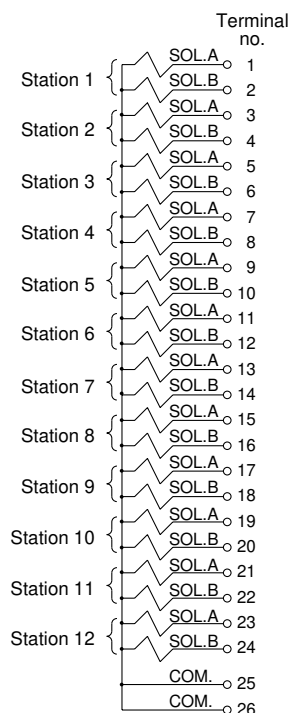 Terminal
no.
SOL.A 1
Station 1
SOL.B 2
SOL.A 3
Station 2
SOL.B 4
SOL.A 5
Station 3
SOL.B 6
SOL.A 7
Station 4
SOL.B 8
SOL.A 9
Station 5
SOL.B 10
SOL.A 11
Station 6
SOL.B 12
SOL.A 13
Station 7
SOL.B 14
SOL.A 15
Station 8
SOL.B 16
SOL.A 17
Station 9
SOL.B 18
SOL.A 19
Station 10
SOL.B 20
SOL.A 21
Station 11
SOL.B 22
SOL.A 23
Station 12
SOL.B 24
COM. 25
COM. 26